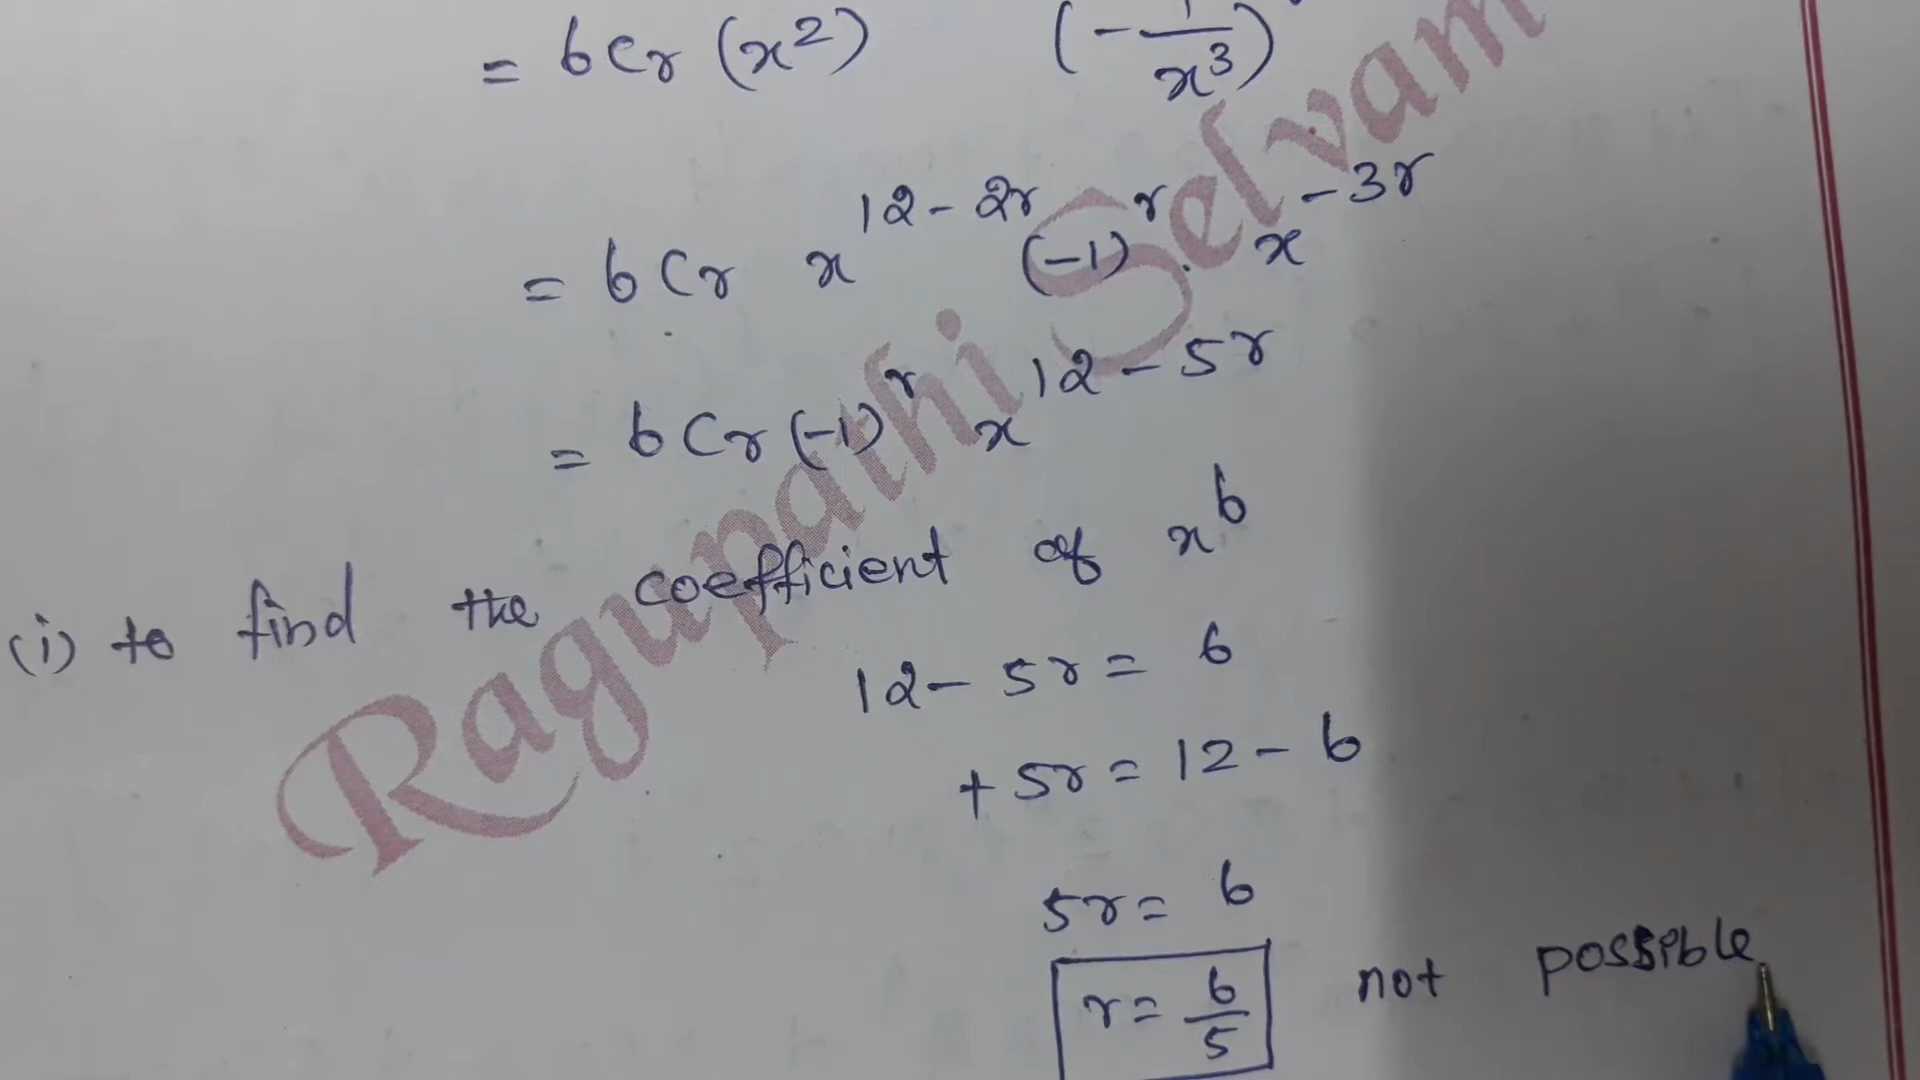 = 6Cr (x²) (-1/x³)
= 6Cr x^(12-2r) (-1)^r . x^(-3r)
= 6Cr (-1)^r x^(12-5r)
(i) to find the coefficient of x⁶
12 - 5r = 6
+ 5r = 12 - 6
5r = 6
r = 6/5 not possible
Ragupathi Selvam